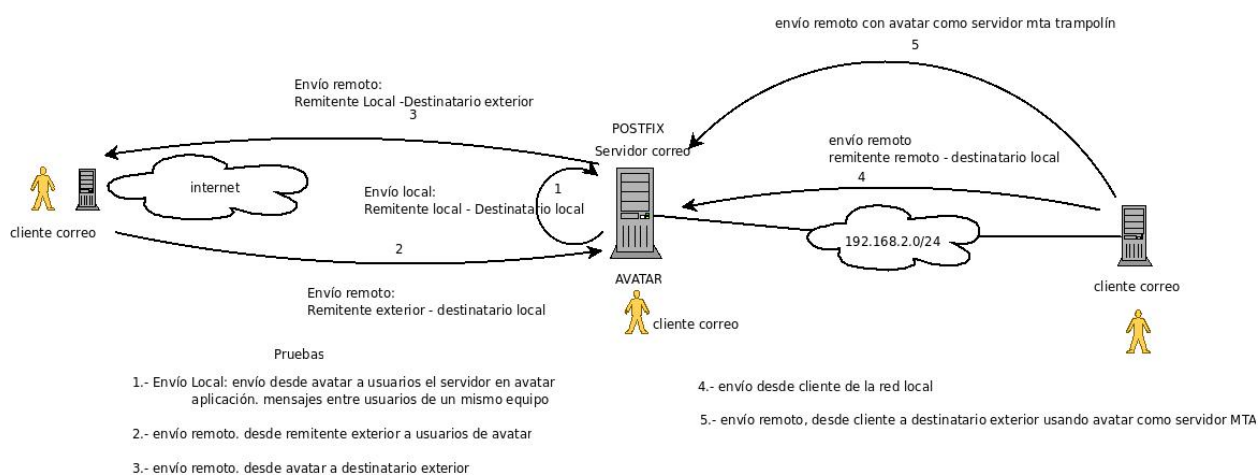 envío remoto con avatar como servidor mta trampolín
5
Envío remoto:
Remitente Local -Destinatario exterior
3
POSTFIX
Servidor correo
envío remoto
remitente remoto - destinatario local
4
internet
Envío local:
Remitente local - Destinatario local
1
cliente correo
2
192.168.2.0/24
AVATAR
cliente correo
Envío remoto:
Remitente exterior - destinatario local
cliente correo
Pruebas
1.- Envío Local: envío desde avatar a usuarios el servidor en avatar
aplicación. mensajes entre usuarios de un mismo equipo
2.- envío remoto. desde remitente exterior a usuarios de avatar
3.- envío remoto. desde avatar a destinatario exterior
4.- envío desde cliente de la red local
5.- envío remoto, desde cliente a destinatario exterior usando avatar como servidor MTA